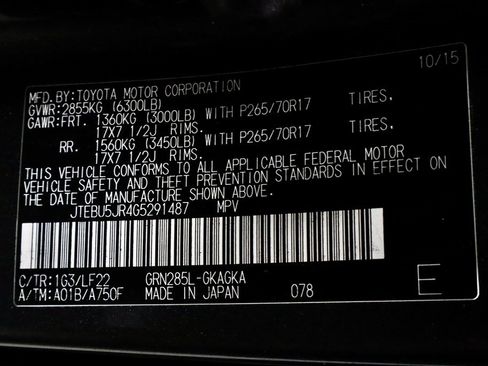 10/15
MFD.BY:TOYOTA MOTOR CORPORATION
GVWR:2855KG (6300LB)
GAWR:FRT. 1360KG (3000LB) WITH P265/70R17 TIRES,
17X7 1/2J RIMS.
RR. 1560KG (3450LB) WITH P265/70R17 TIRES,
17X7 1/2J RIMS.
THIS VEHICLE CONFORMS TO ALL APPLICABLE FEDERAL MOTOR
VEHICLE SAFETY AND THEFT PREVENTION STANDARDS IN EFFECT ON
THE DATE OF MANUFACTURE SHOWN ABOVE.
JTEBU5JR4G5291487 MPV
C/TR:1G3/LF22 GRN285L-GKAGKA
A/TM:A01B/A750F MADE IN JAPAN 078 E